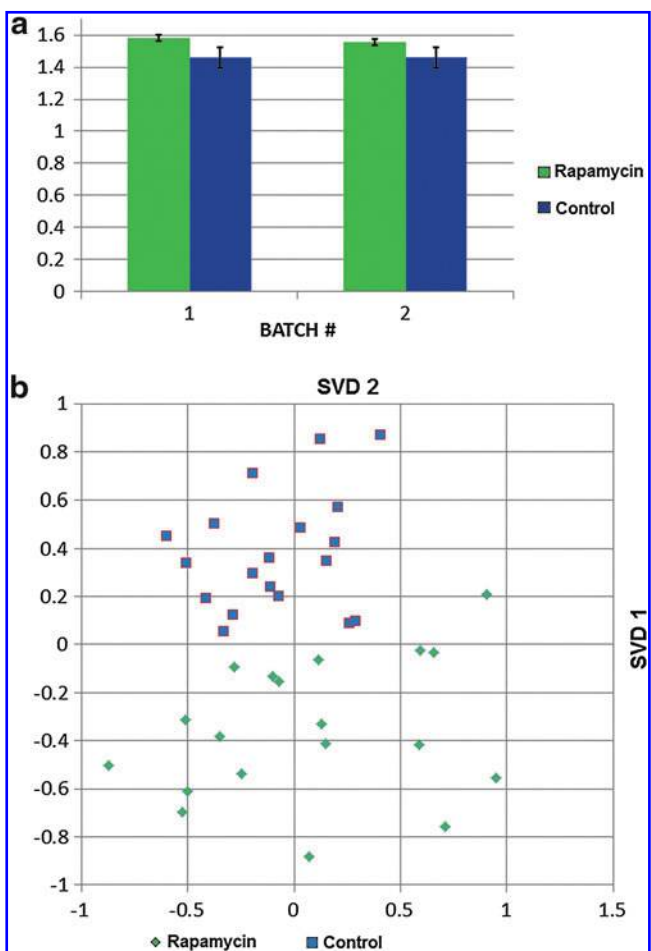 a
1.6
1.4
1.2
1
0.8
0.6
0.4
0.2
0
1 2
BATCH #
Rapamycin
Control
b
SVD 2
1
0.8
0.6
0.4
0.2
0
-0.2
-0.4
-0.6
-0.8
-1
-1 -0.5 0 0.5 1 1.5
SVD 1
Rapamycin Control